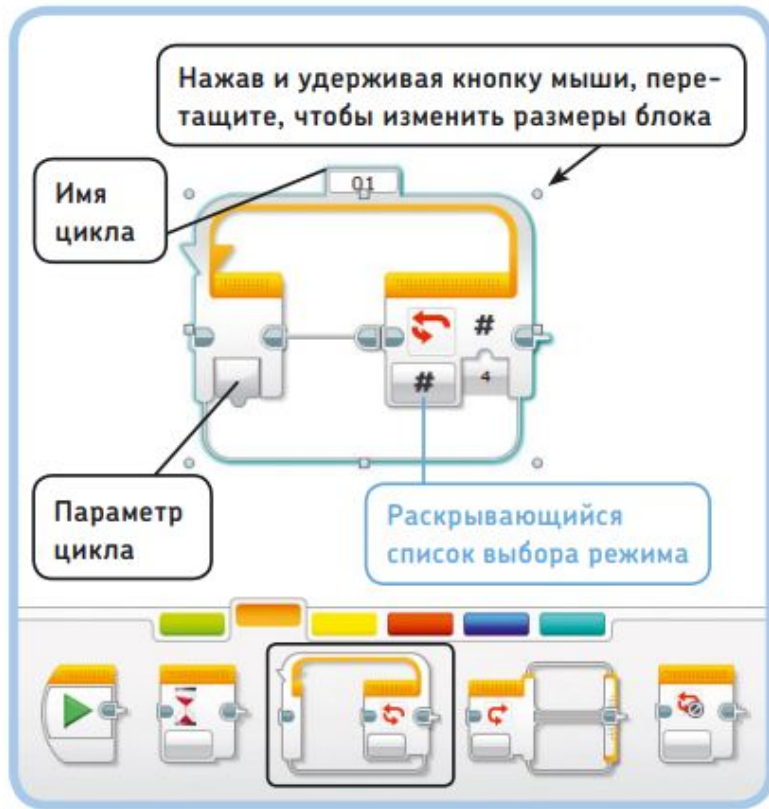 Нажав и удерживая кнопку мыши, пере-
тащите, чтобы изменить размеры блока
Имя
цикла
01
#
#
4
Параметр
цикла
Раскрывающийся
список выбора режима